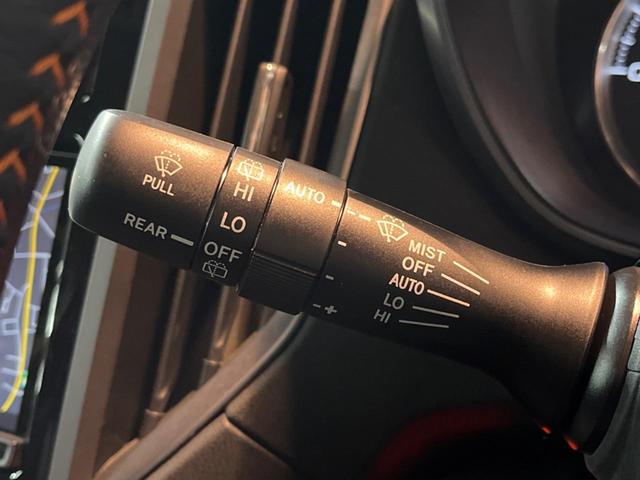 PULL
REAR
HI
LO
OFF
AUTO
- +
MIST
OFF
AUTO
LO
HI